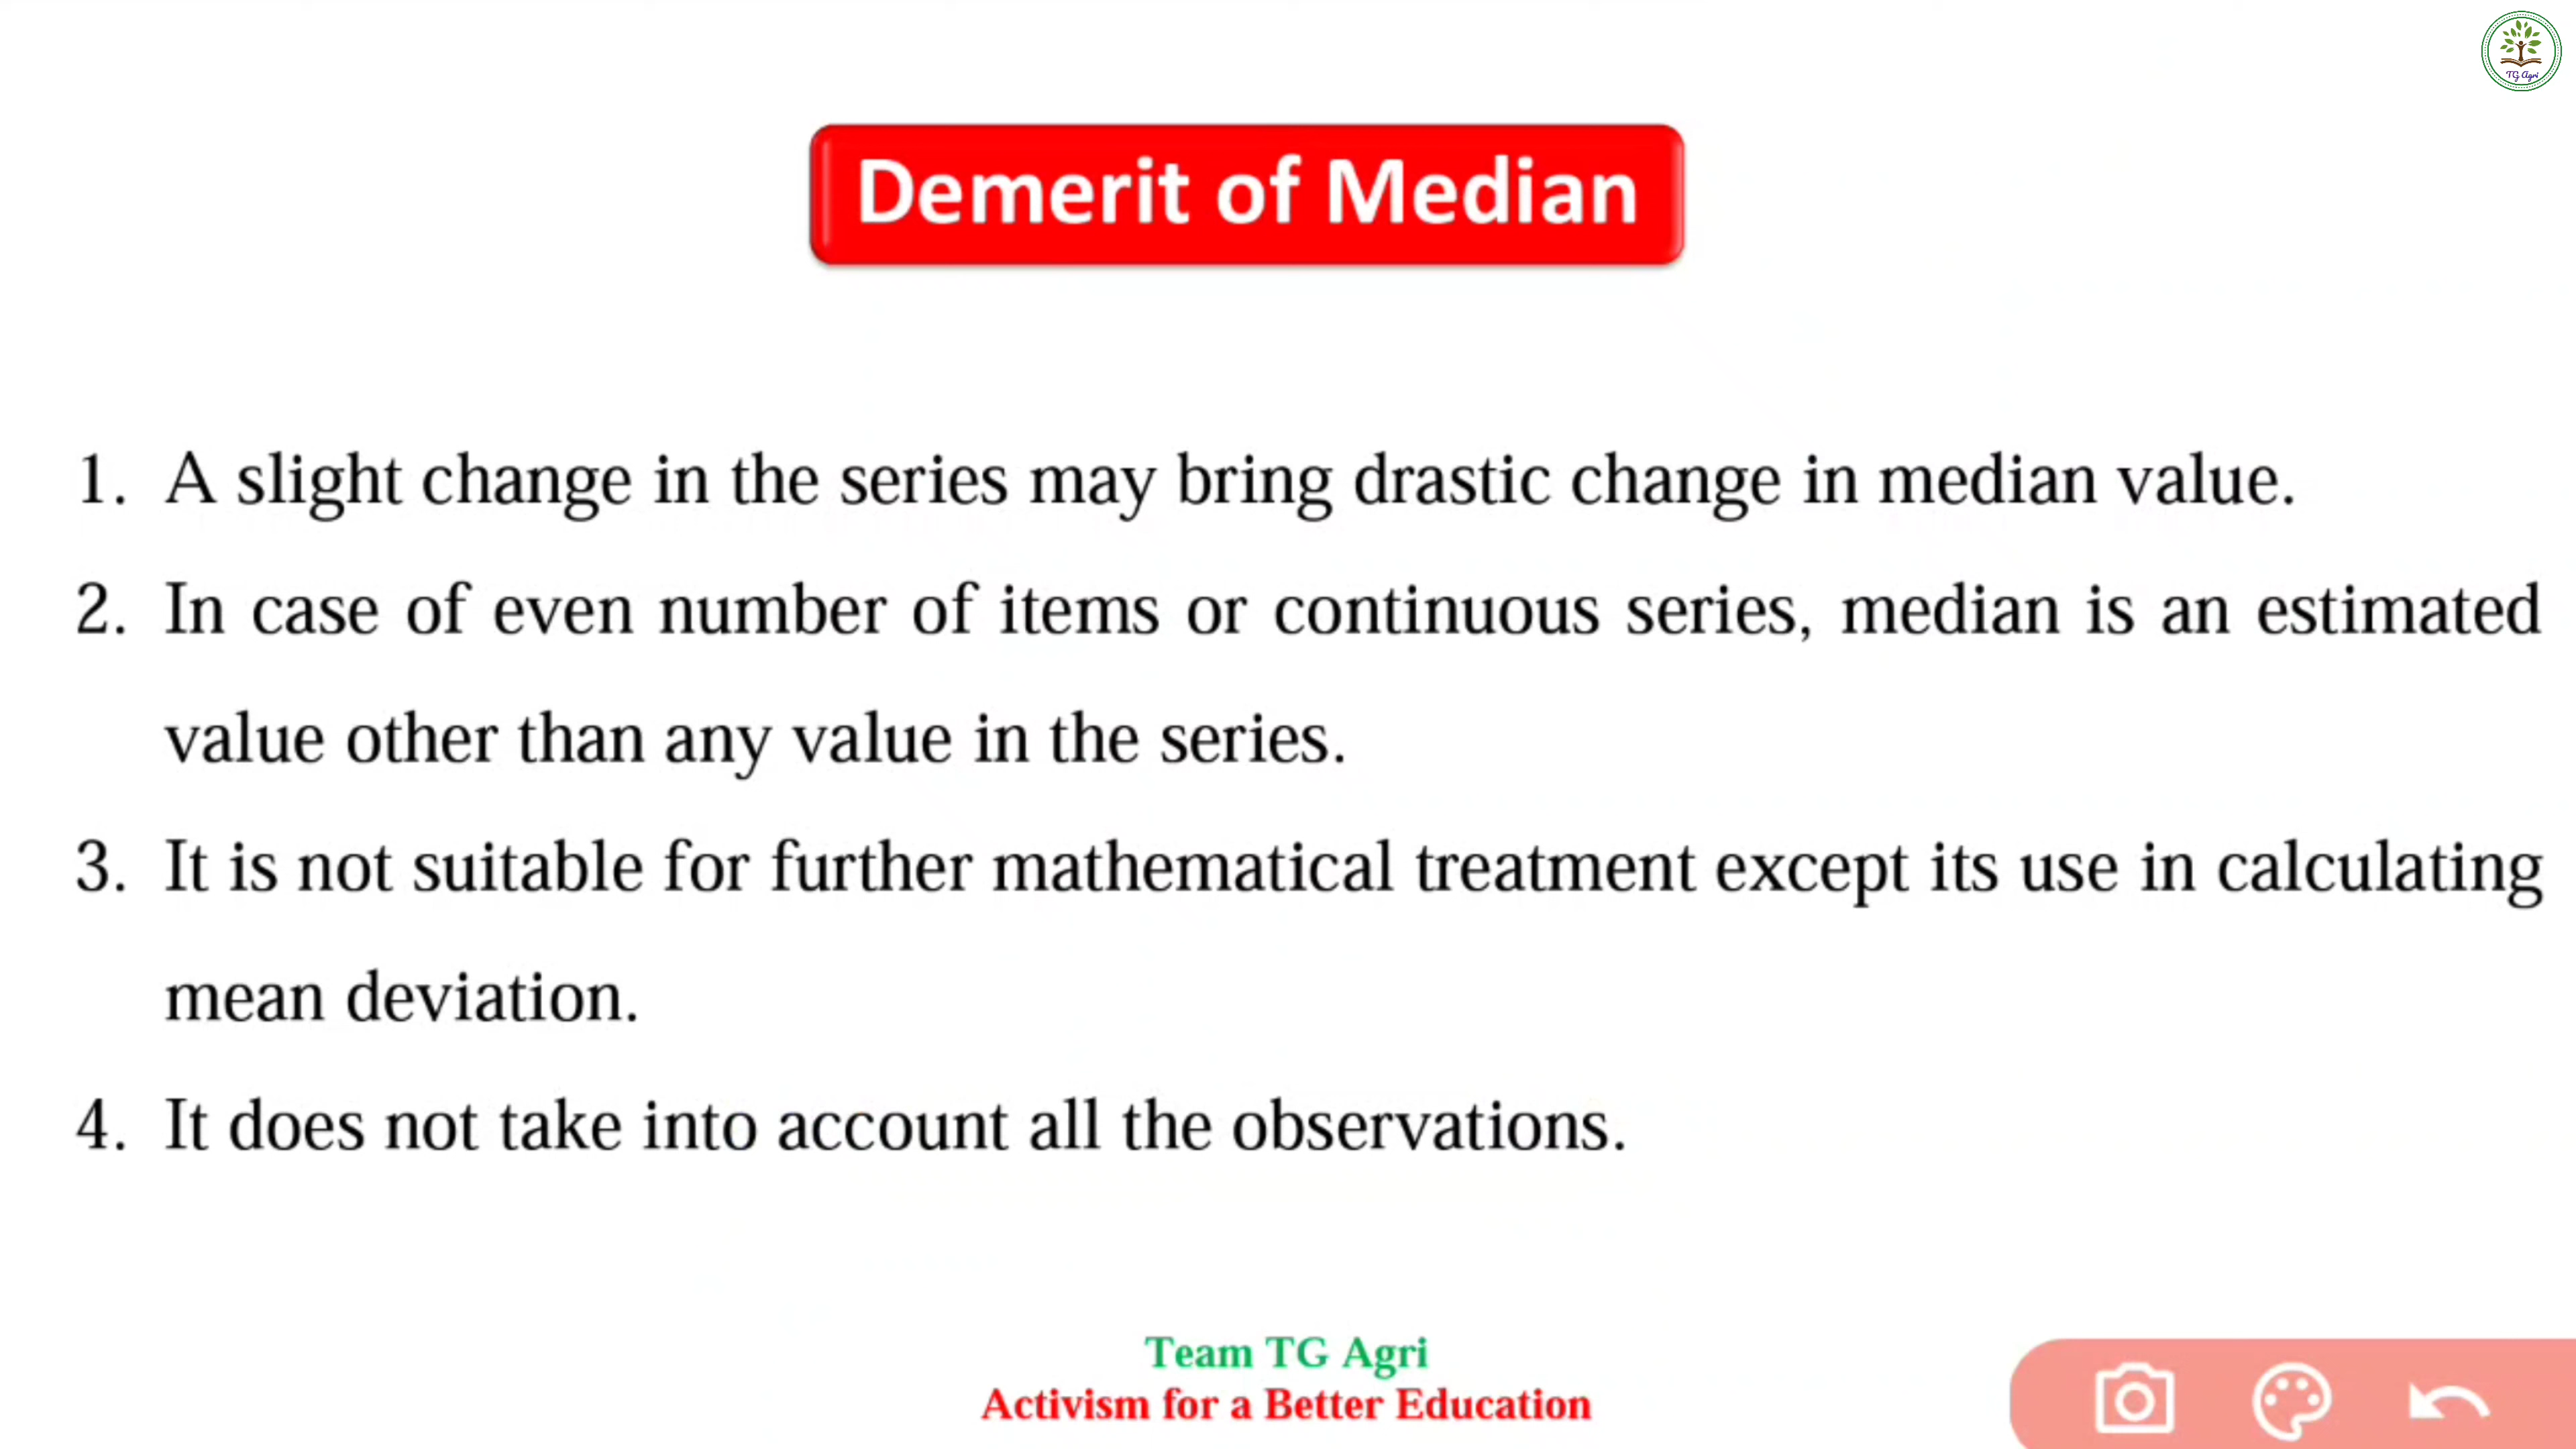 TG Agri
Demerit of Median
1. A slight change in the series may bring drastic change in median value.
2. In case of even number of items or continuous series, median is an estimated
value other than any value in the series.
3. It is not suitable for further mathematical treatment except its use in calculating
mean deviation.
4. It does not take into account all the observations.
Team TG Agri
Activism for a Better Education